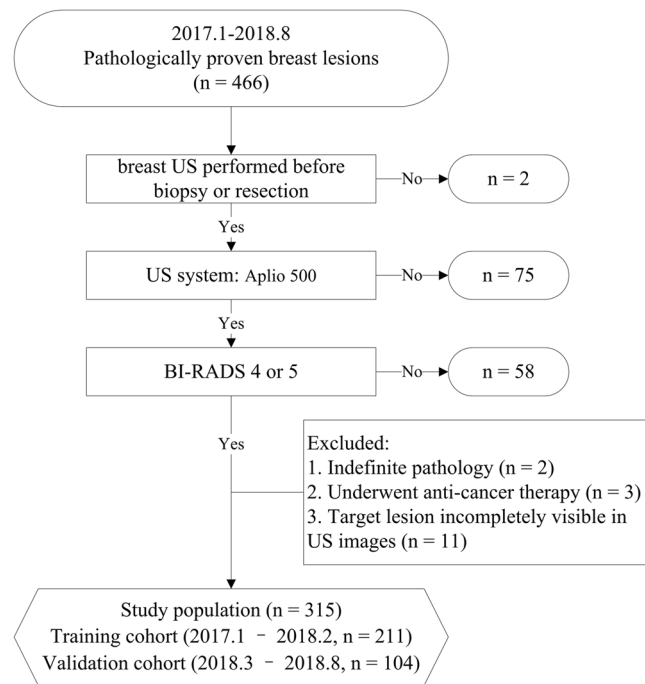 2017.1-2018.8
Pathologically proven breast lesions
(n = 466)
breast US performed before
biopsy or resection
No
n = 2
Yes
US system: Aplio 500
No
n = 75
Yes
BI-RADS 4 or 5
No
n = 58
Yes
Excluded:
1. Indefinite pathology (n = 2)
2. Underwent anti-cancer therapy (n = 3)
3. Target lesion incompletely visible in
US images (n = 11)
Study population (n = 315)
Training cohort (2017.1 – 2018.2, n = 211)
Validation cohort (2018.3 – 2018.8, n = 104)